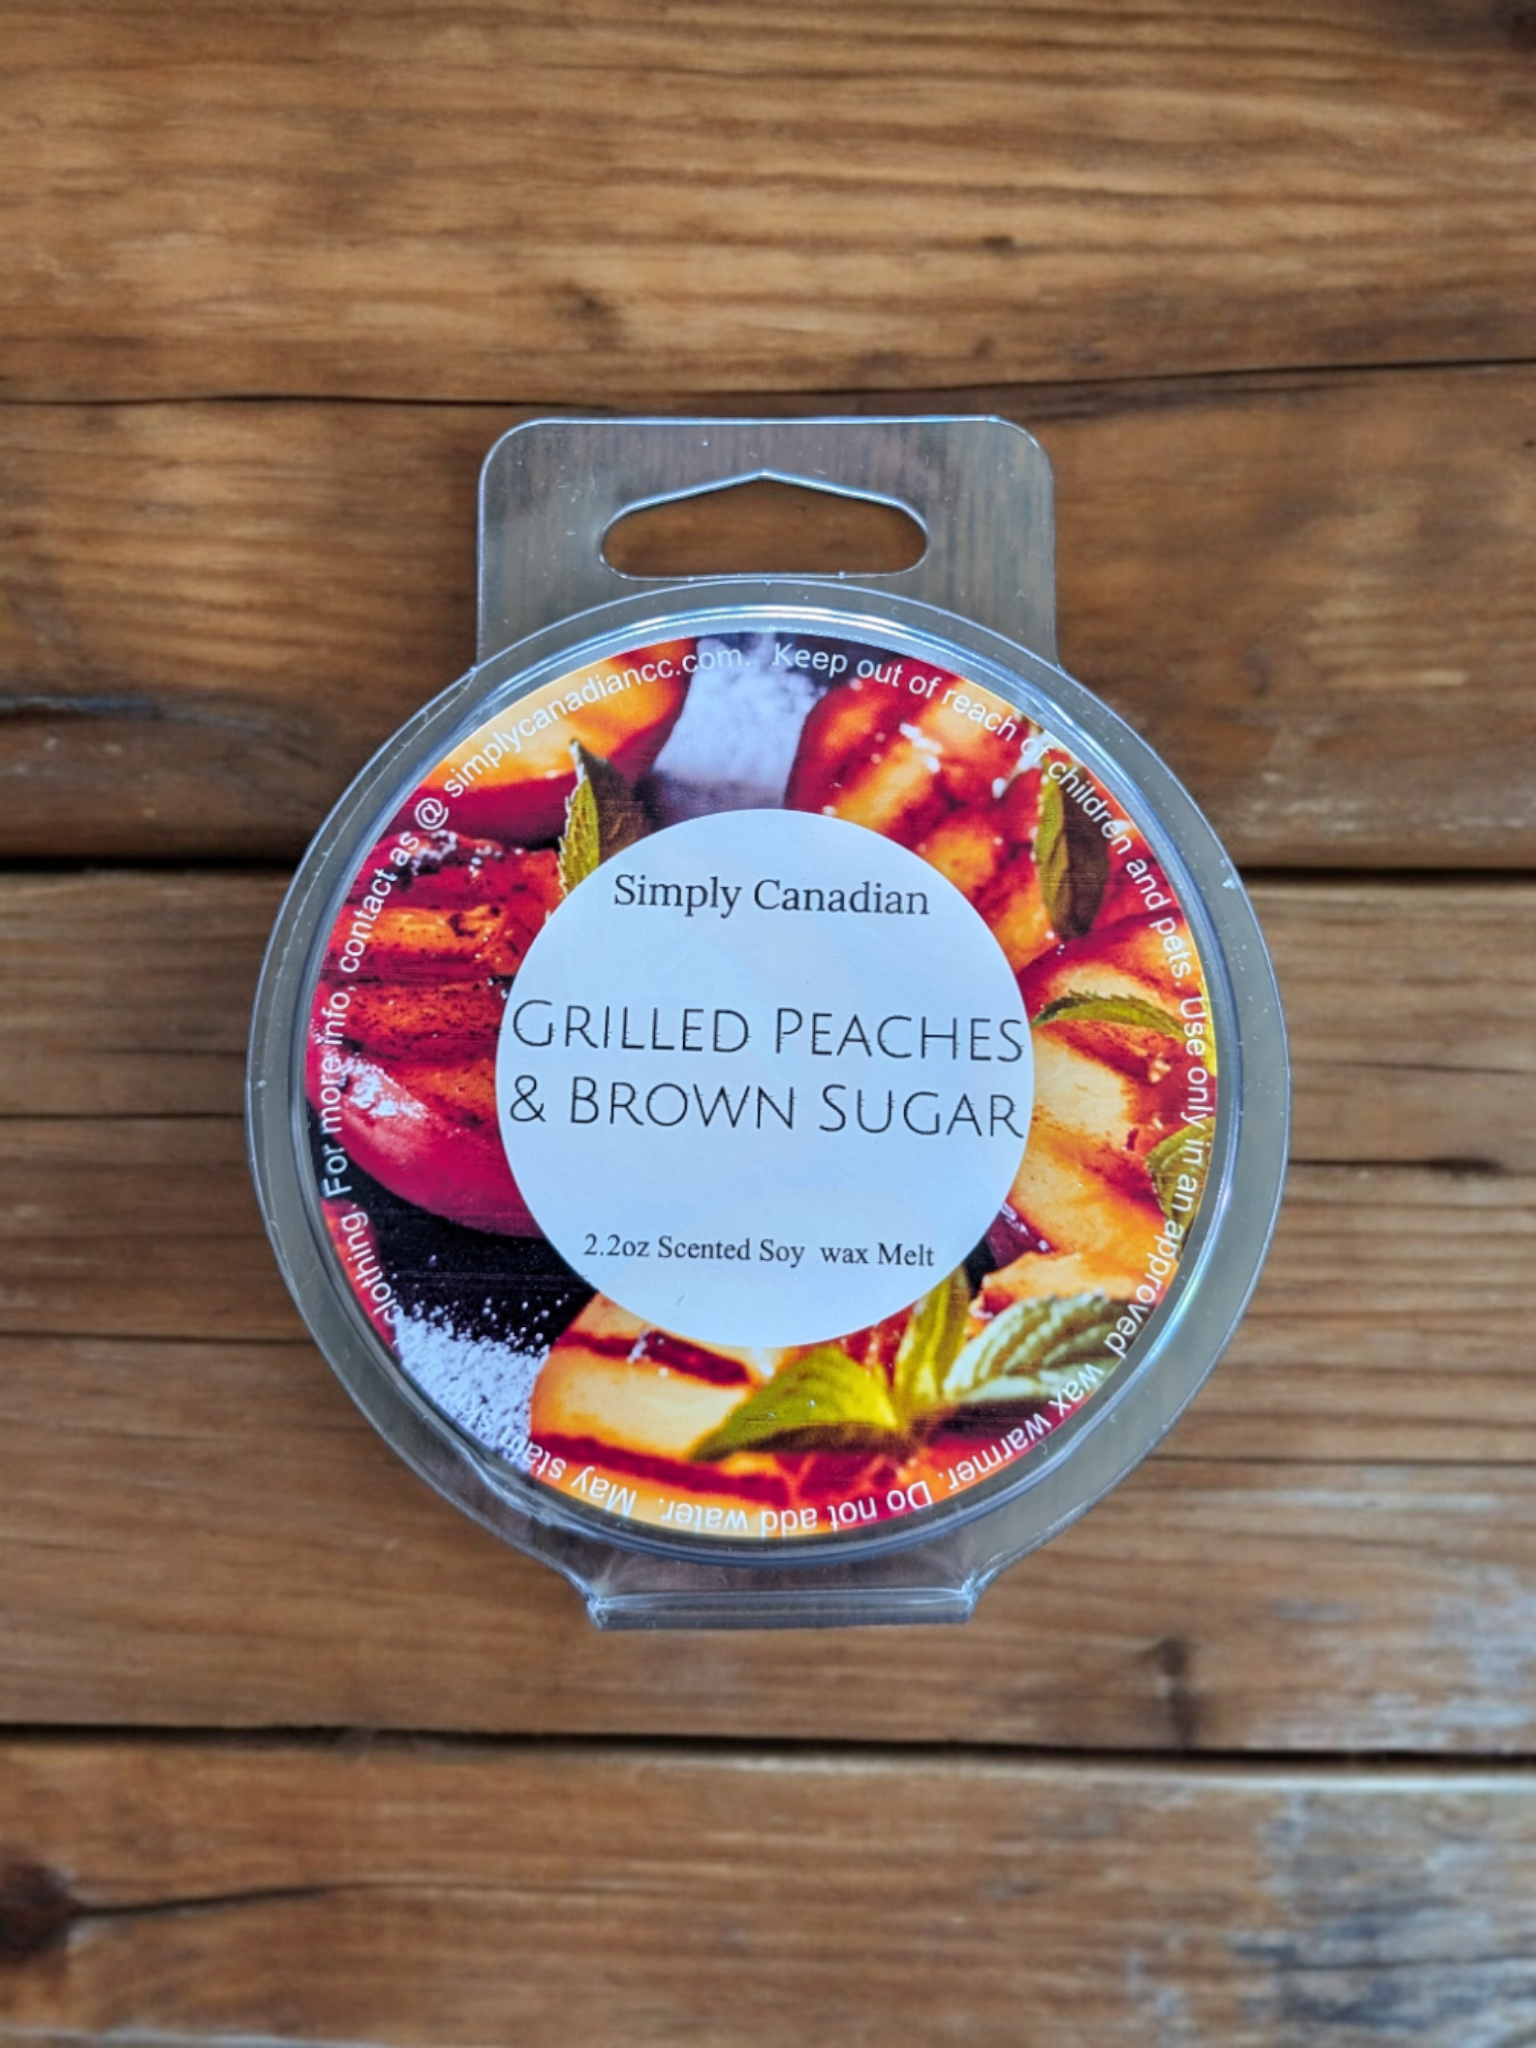 Simply Canadian
GRILLED PEACHES
& BROWN SUGAR
2.2oz Scented Soy wax Melt
Keep out of reach of children and pets. Use only in an approved wax warmer. Do not add water. May stain clothing. For more info, contact as @ simplycanadiancc.com.